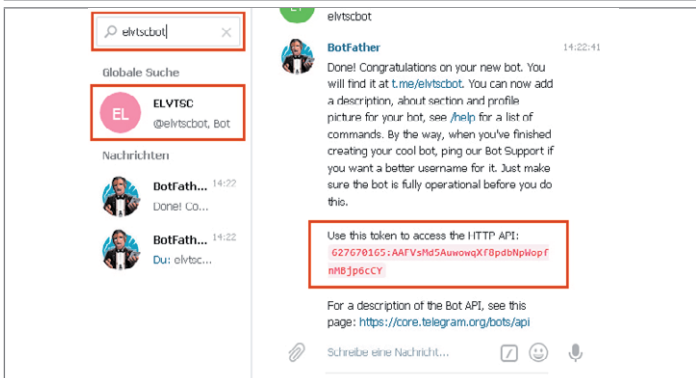 elvtscbot
Globale Suche
EL
ELVTSC
@elvtscbot, Bot
Nachrichten
BotFath... 14:22
Done! Co...
BotFath... 14:22
Du: elvtsc...
elvtscbot
BotFather 14:22:41
Done! Congratulations on your new bot. You
will find it at t.me/elvtscbot. You can now add
a description, about section and profile
picture for your bot, see /help for a list of
commands. By the way, when you've finished
creating your cool bot, ping our Bot Support if
you want a better username for it. Just make
sure the bot is fully operational before you do
this.
Use this token to access the HTTP API:
627670165:AAFVsMd5AuwowqXf8pdbNpWopf
nMBjp6cCY
For a description of the Bot API, see this
page: https://core.telegram.org/bots/api
Schreibe eine Nachricht...